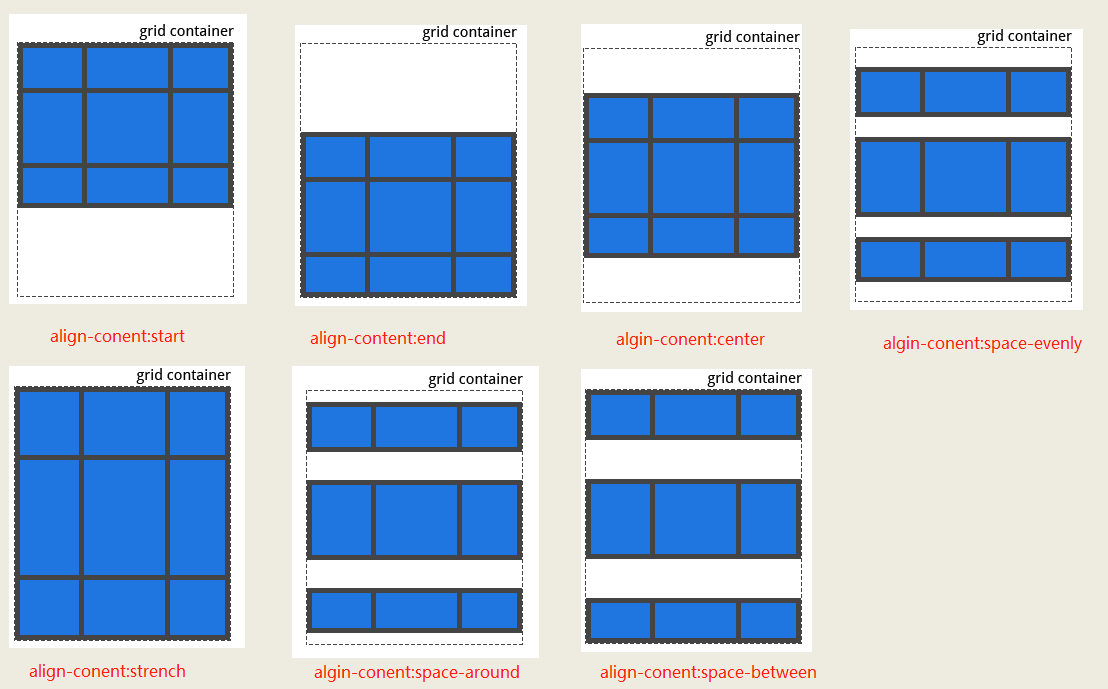 grid container
grid container
grid container
grid container
align-conent:start
align-content:end
algin-conent:center
algin-conent:space-evenly
grid container
grid container
grid container
align-conent:strench
algin-conent:space-around
align-conent:space-between